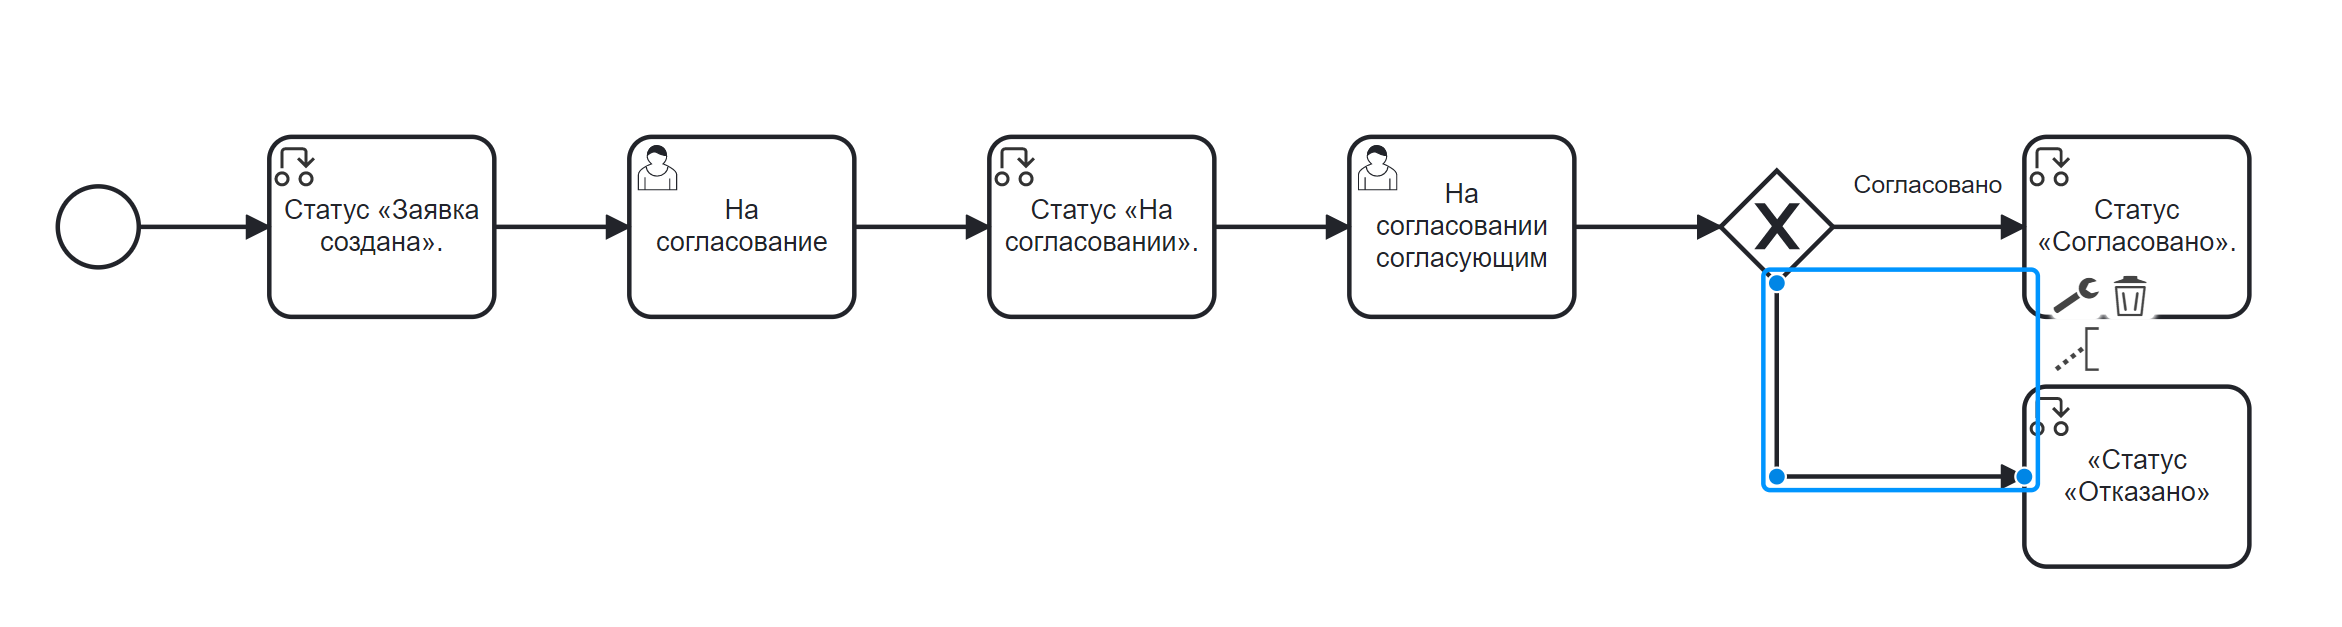 Статус «Заявка
создана».
На
согласование
Статус «На
согласовании».
На
согласовании
согласующим
X
Согласовано
Статус
«Согласовано».
«Статус
«Отказано»